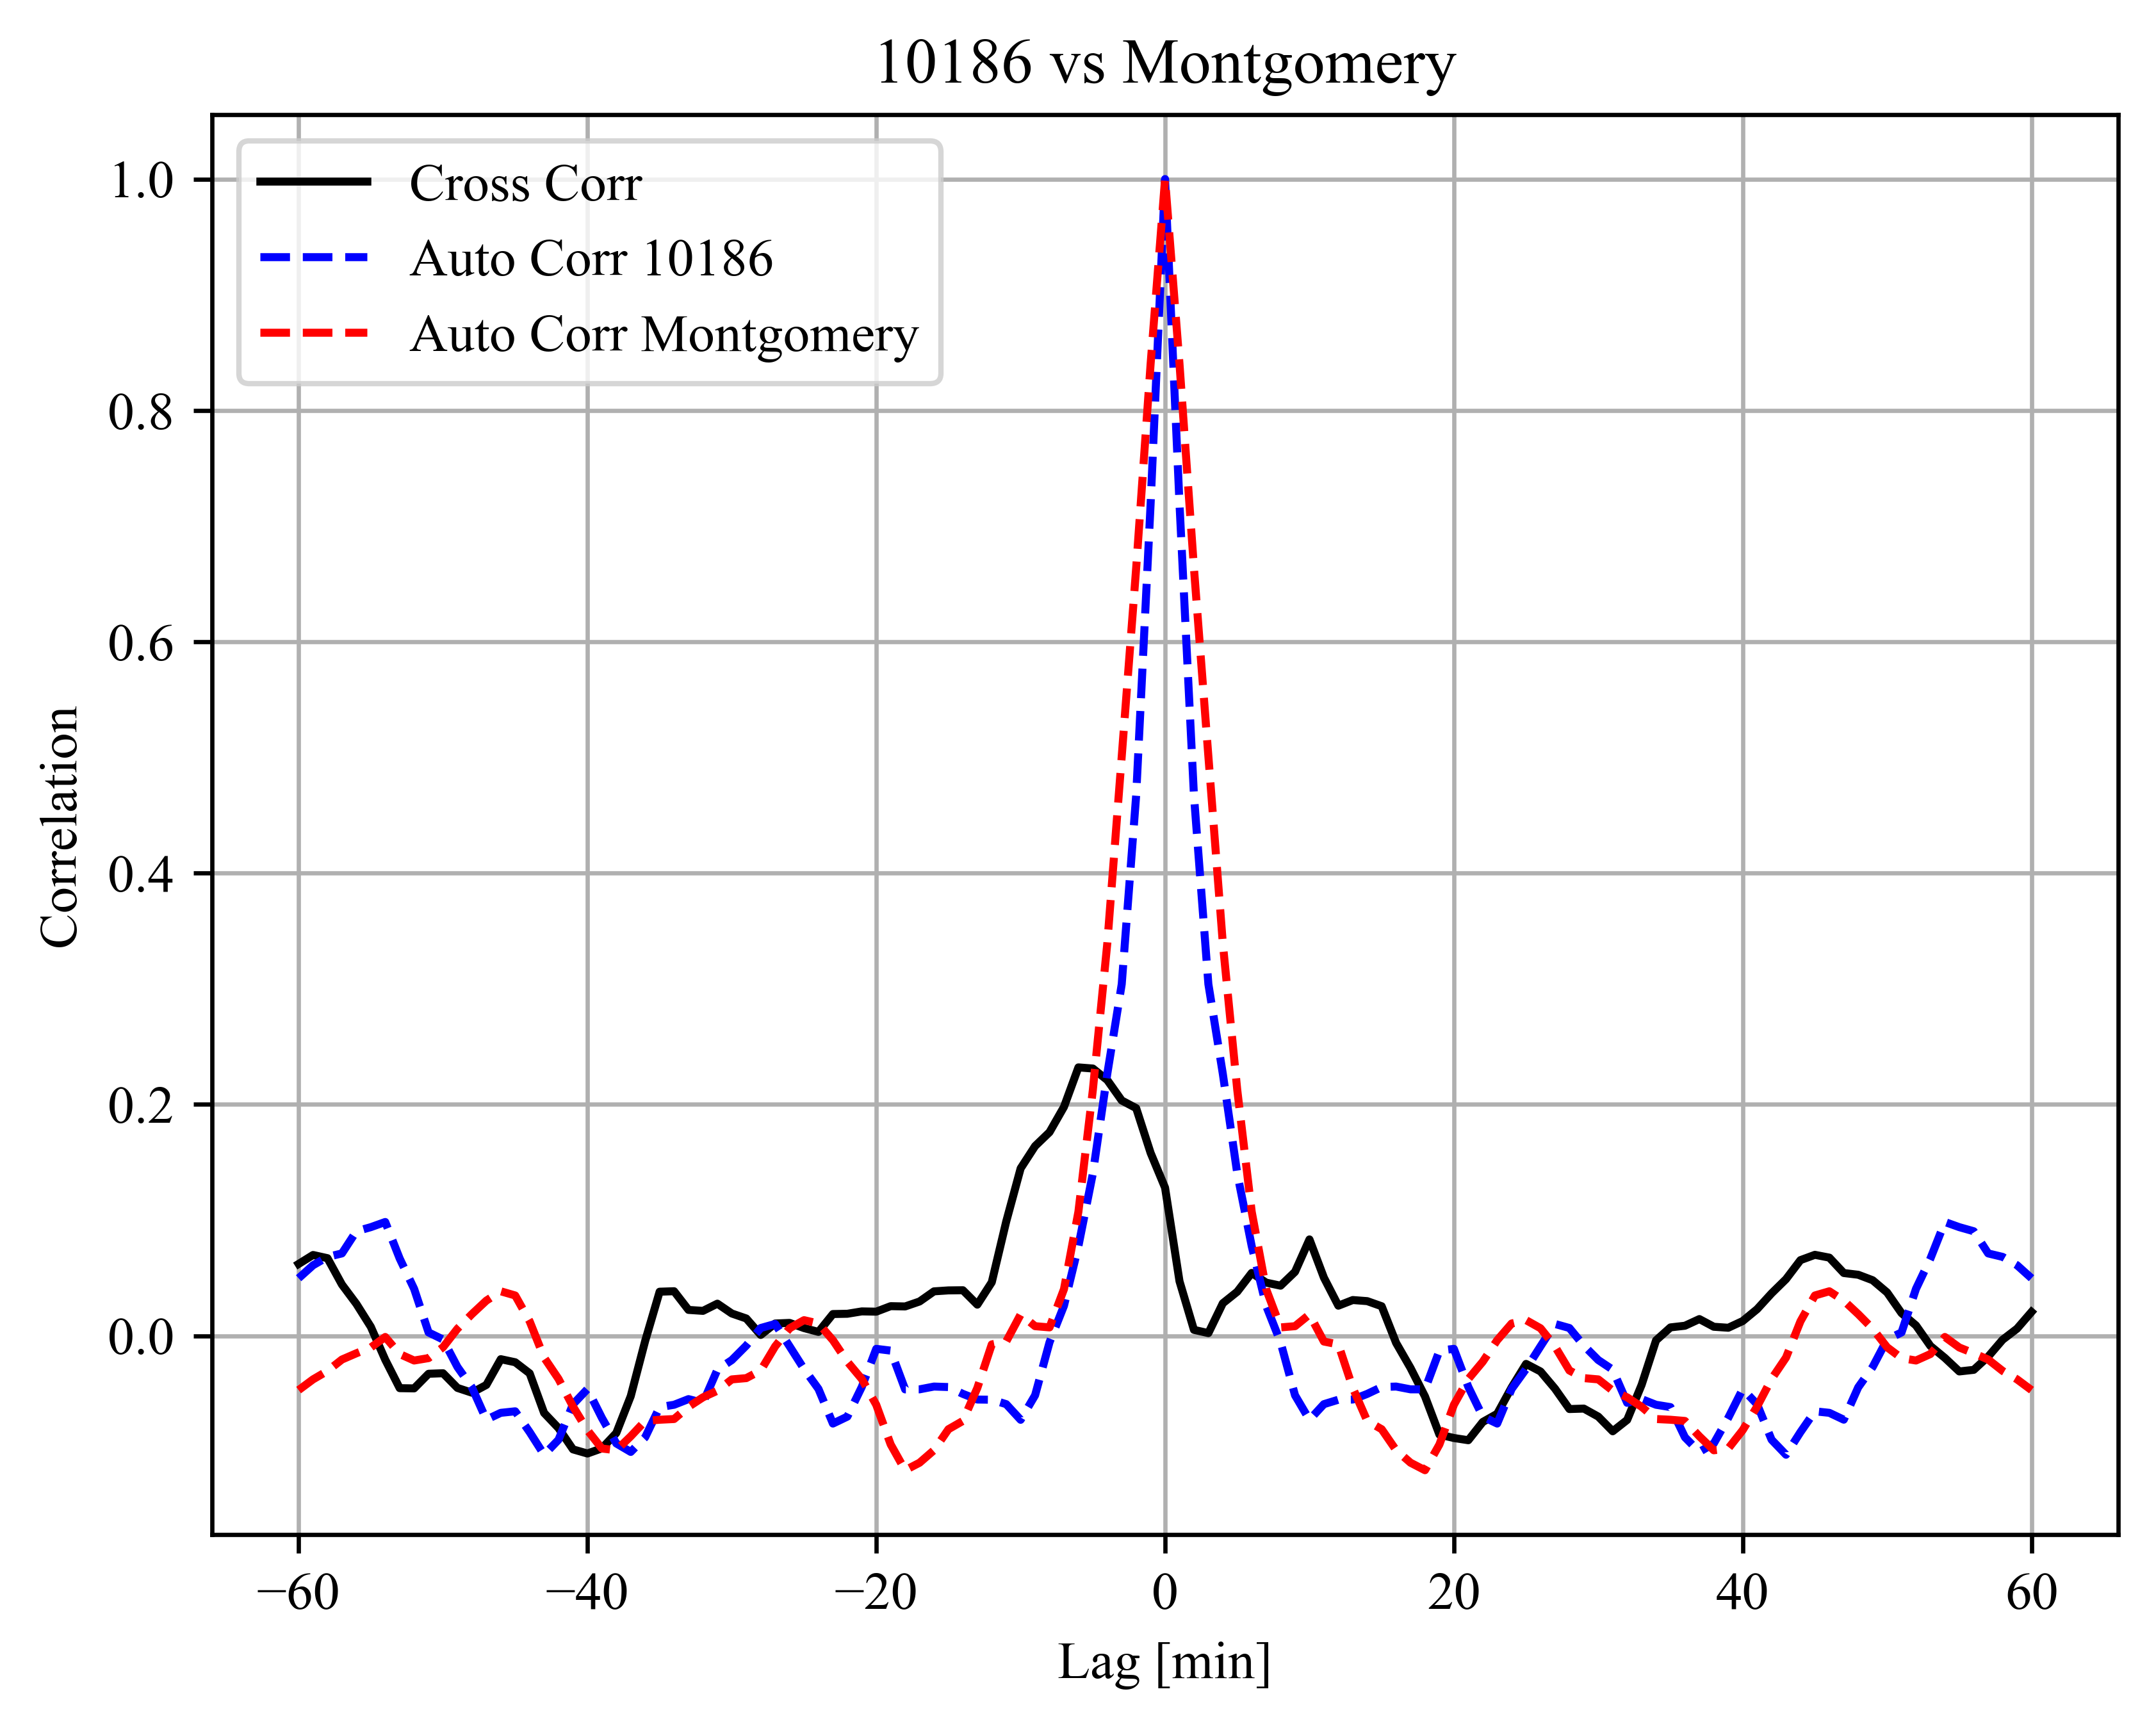 10186 vs Montgomery
Cross Corr
Auto Corr 10186
Auto Corr Montgomery
1.0
0.8
0.6
0.4
0.2
0.0
Correlation
−60 −40 −20 0 20 40 60
Lag [min]